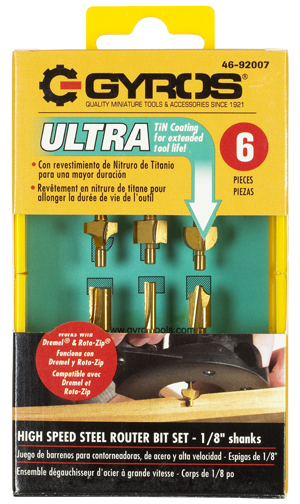 46-92007
GYROS®
QUALITY MINIATURE TOOLS & ACCESSORIES SINCE 1921
ULTRA
TiN Coating
for extended
tool life!
• Con revestimiento de Nitruro de Titanio
para una mayor duración
• Revêtement en nitrure de titane pour
allonger la durée de vie de l'outil
6
PIECES
PIEZAS
www.gyrostools.com
Works with
Dremel® & Roto-Zip®
Funciona con
Dremel y Roto-Zip
Compatible avec
Dremel et
Roto-Zip
HIGH SPEED STEEL ROUTER BIT SET - 1/8" shanks
Juego de barrenos para contorneadoras, de acero y alta velocidad - Espigas de 1/8"
Ensemble dégauchisseur d'acier à grande vitesse - Corps de 1/8 po